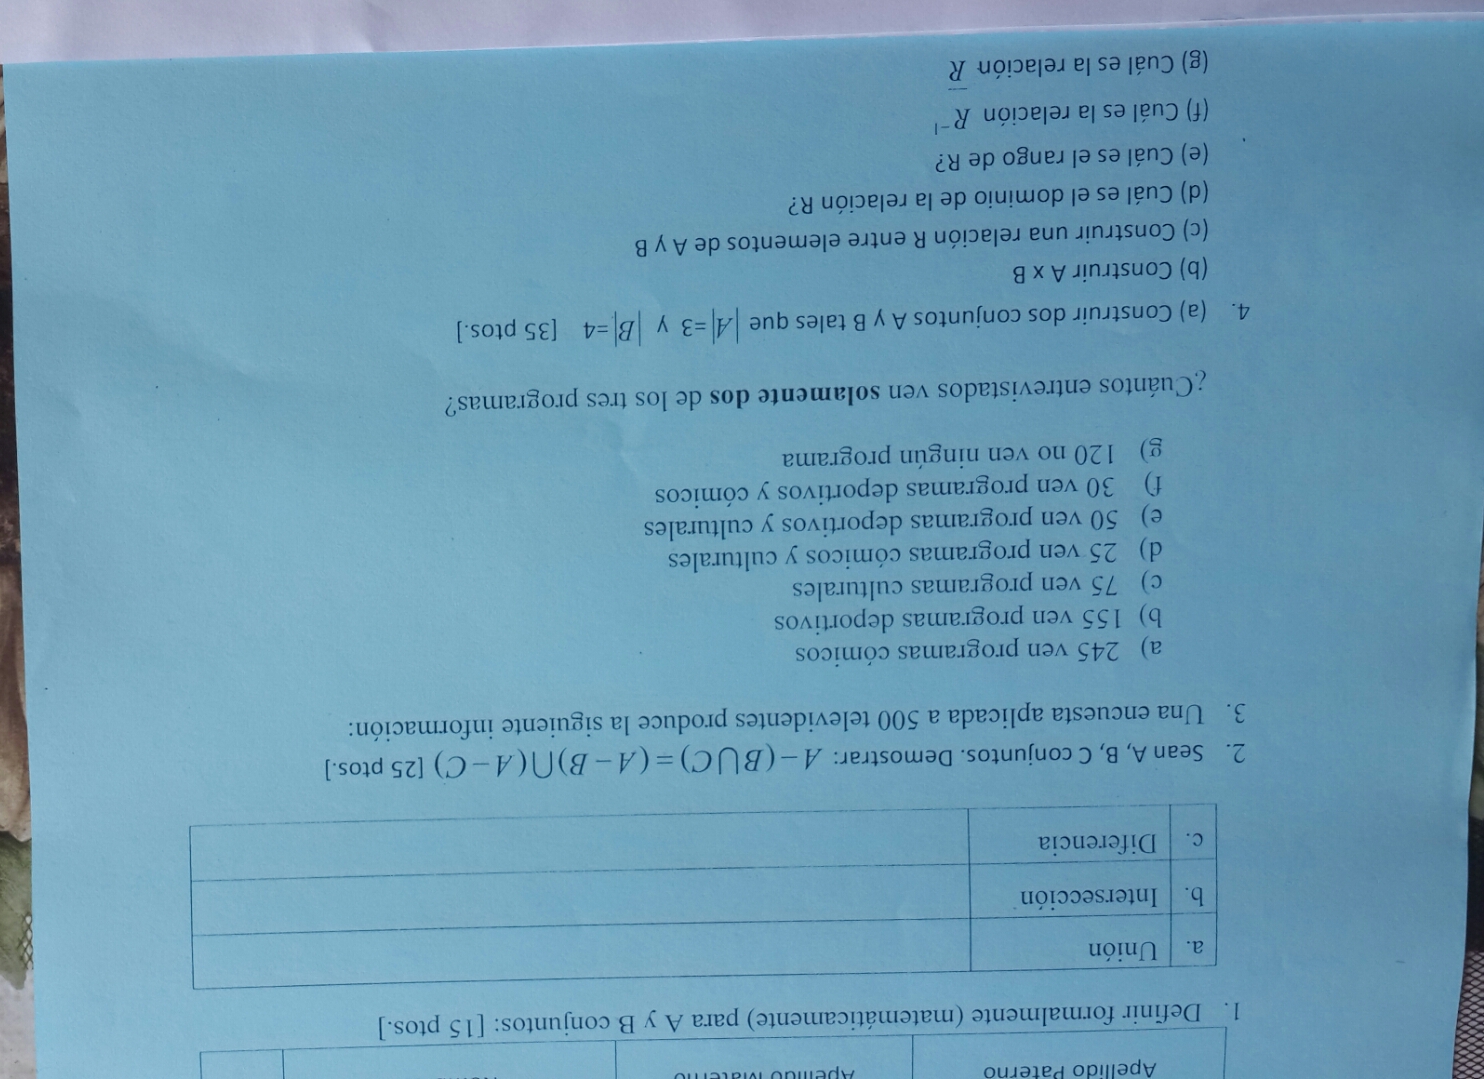 Apellido Paterno
Apellido Materno
1. Definir formalmente (matemáticamente) para A y B conjuntos: [15 ptos.]
a. Unión
b. Intersección
c. Diferencia
2. Sean A, B, C conjuntos. Demostrar: A−(B⋃C)=(A−B)⋂(A−C) [25 ptos.]
3. Una encuesta aplicada a 500 televidentes produce la siguiente información:
a) 245 ven programas cómicos
b) 155 ven programas deportivos
c) 75 ven programas culturales
d) 25 ven programas cómicos y culturales
e) 50 ven programas deportivos y culturales
f) 30 ven programas deportivos y cómicos
g) 120 no ven ningún programa
¿Cuántos entrevistados ven solamente dos de los tres programas?
4. (a) Construir dos conjuntos A y B tales que |A|=3 y |B|=4 [35 ptos.]
(b) Construir A x B
(c) Construir una relación R entre elementos de A y B
(d) Cuál es el dominio de la relación R?
(e) Cuál es el rango de R?
(f) Cuál es la relación R⁻¹
(g) Cuál es la relación R̅